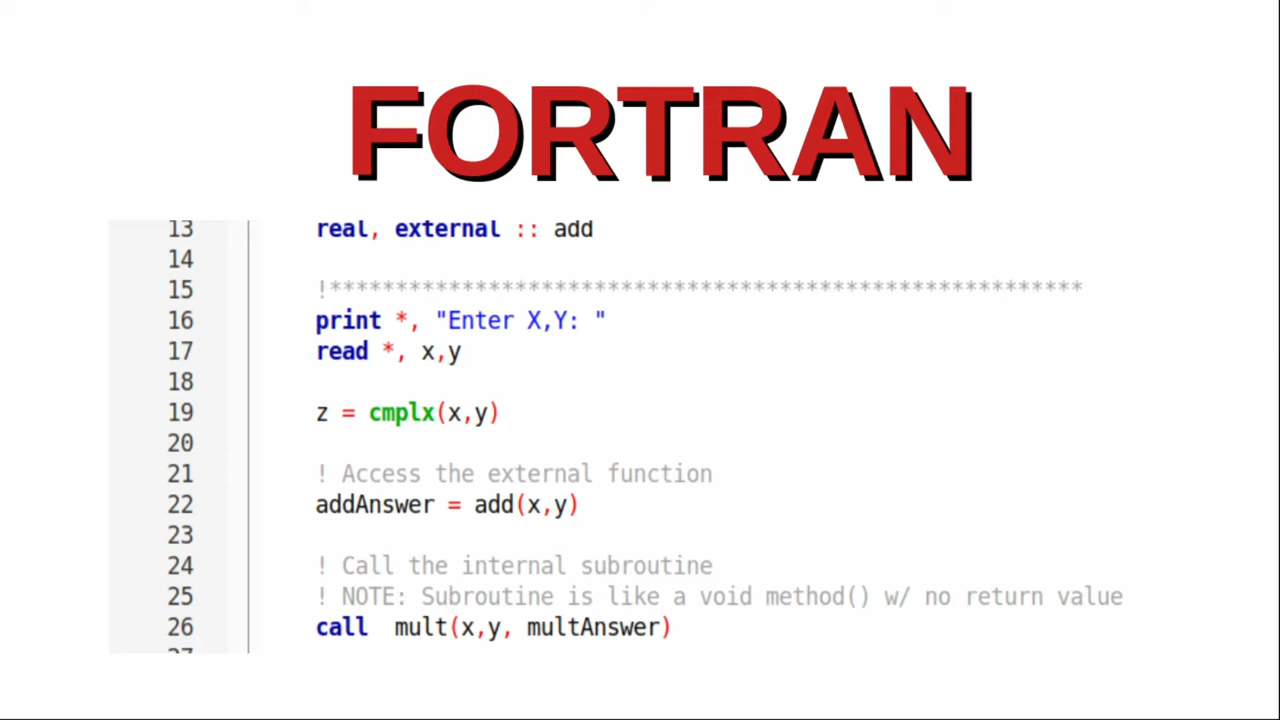 FORTRAN
13 real, external :: add
14
15 !*********************************************************
16 print *, "Enter X,Y: "
17 read *, x,y
18
19 z = cmplx(x,y)
20
21 ! Access the external function
22 addAnswer = add(x,y)
23
24 ! Call the internal subroutine
25 ! NOTE: Subroutine is like a void method() w/ no return value
26 call  mult(x,y, multAnswer)
27